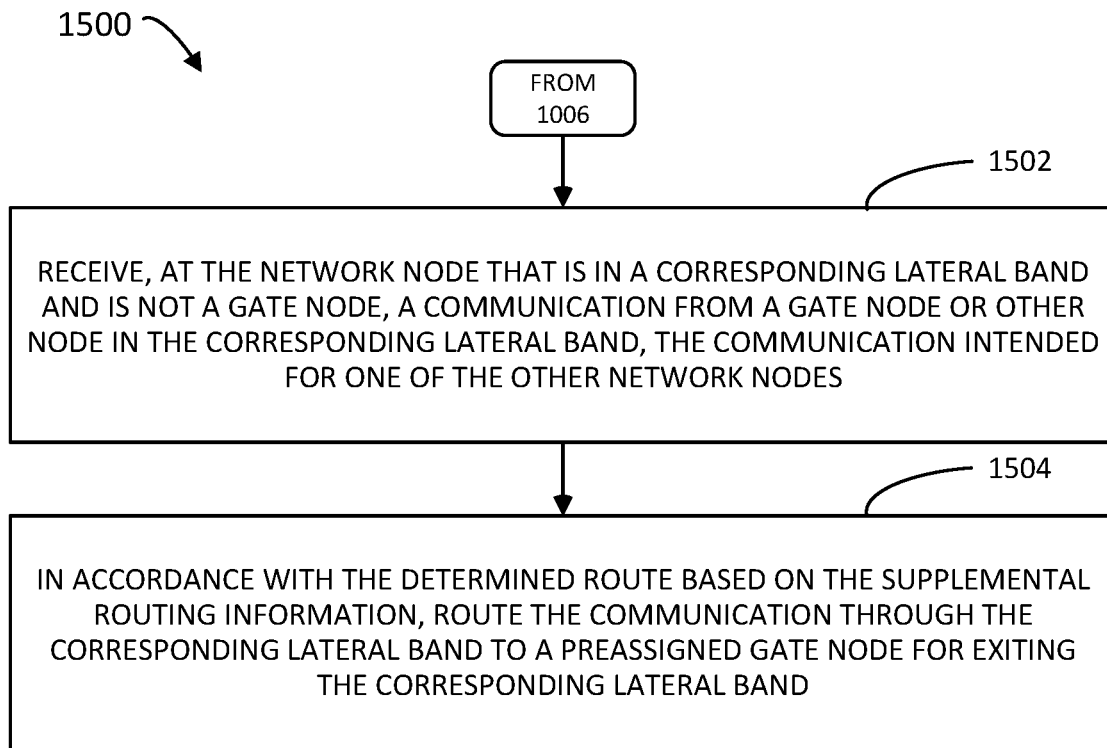 1500
FROM
1006
1502
RECEIVE, AT THE NETWORK NODE THAT IS IN A CORRESPONDING LATERAL BAND
AND IS NOT A GATE NODE, A COMMUNICATION FROM A GATE NODE OR OTHER
NODE IN THE CORRESPONDING LATERAL BAND, THE COMMUNICATION INTENDED
FOR ONE OF THE OTHER NETWORK NODES
1504
IN ACCORDANCE WITH THE DETERMINED ROUTE BASED ON THE SUPPLEMENTAL
ROUTING INFORMATION, ROUTE THE COMMUNICATION THROUGH THE
CORRESPONDING LATERAL BAND TO A PREASSIGNED GATE NODE FOR EXITING
THE CORRESPONDING LATERAL BAND